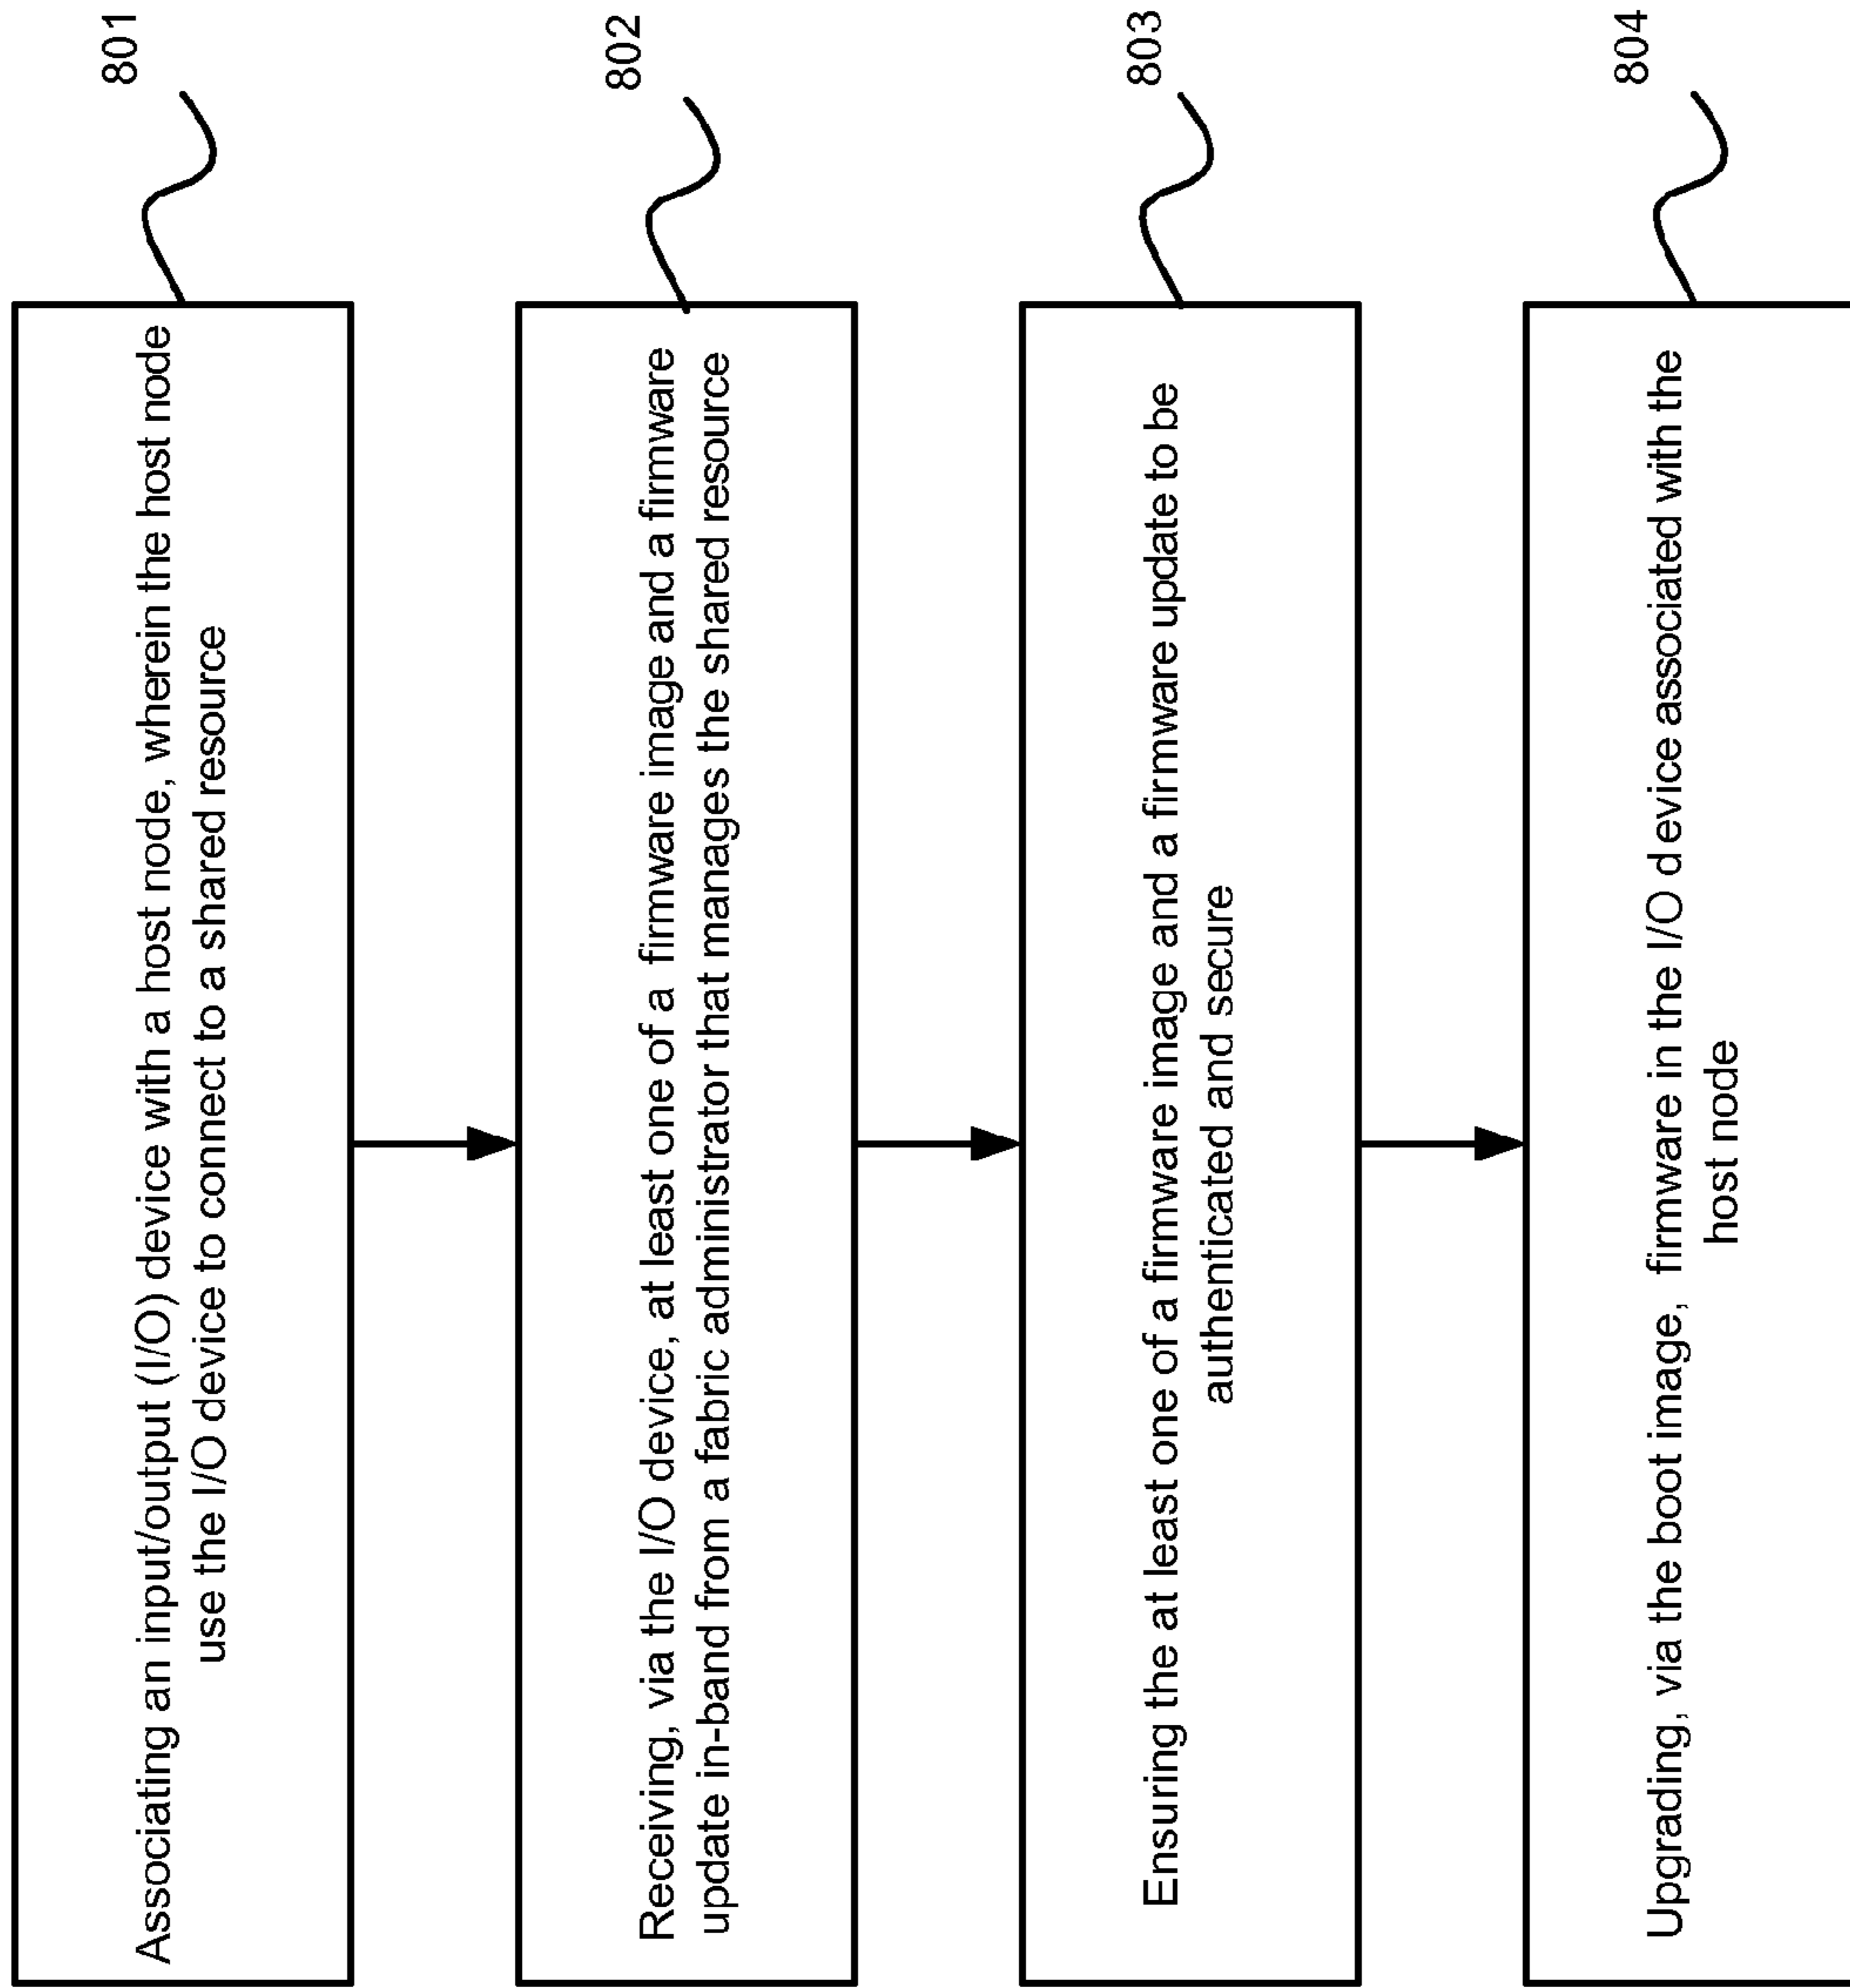 801
Associating an input/output (I/O) device with a host node, wherein the host node
use the I/O device to connect to a shared resource
802
Receiving, via the I/O device, at least one of a firmware image and a firmware
update in-band from a fabric administrator that manages the shared resource
803
Ensuring the at least one of a firmware image and a firmware update to be
authenticated and secure
804
Upgrading, via the boot image, firmware in the I/O device associated with the
host node